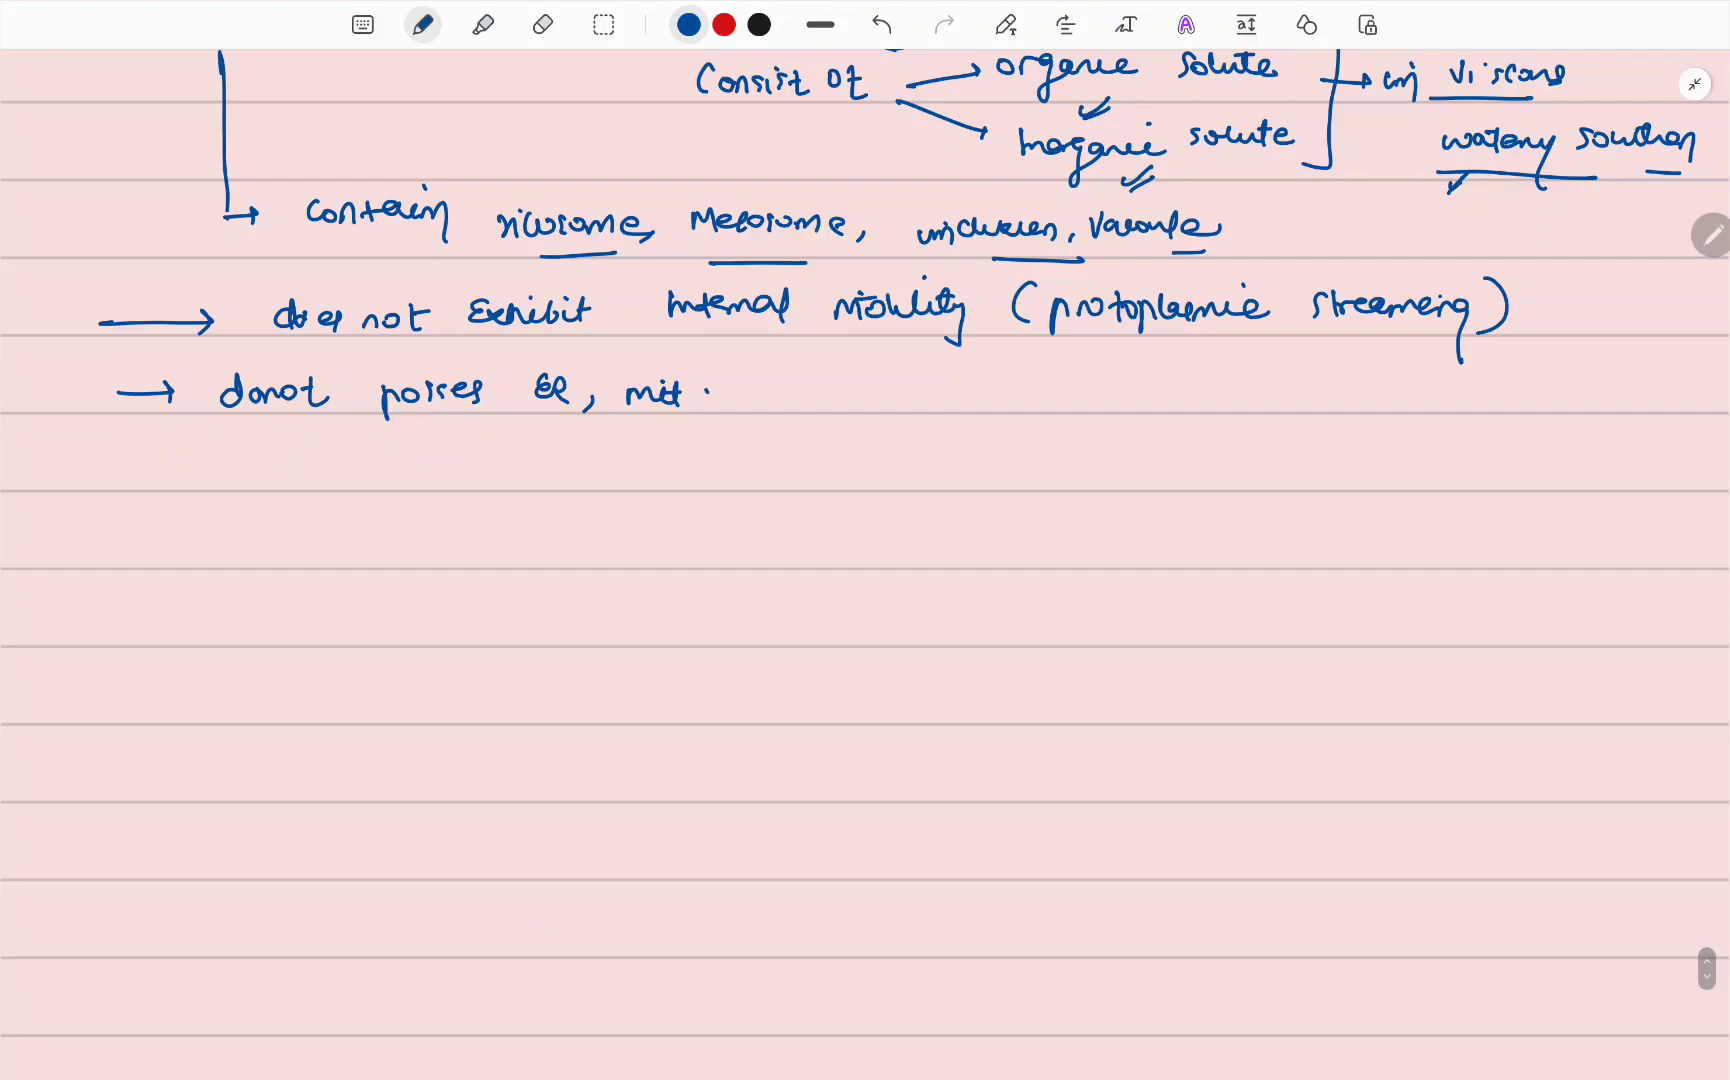 Consist of → organic solute → in viscous
→ Inorganic solute watery solution
→ contain ribosome, Mesosome, inclusion, Vacuole
→ does not Exhibit Internal mobility (protoplasmic streaming)
→ donot posses ER, mit